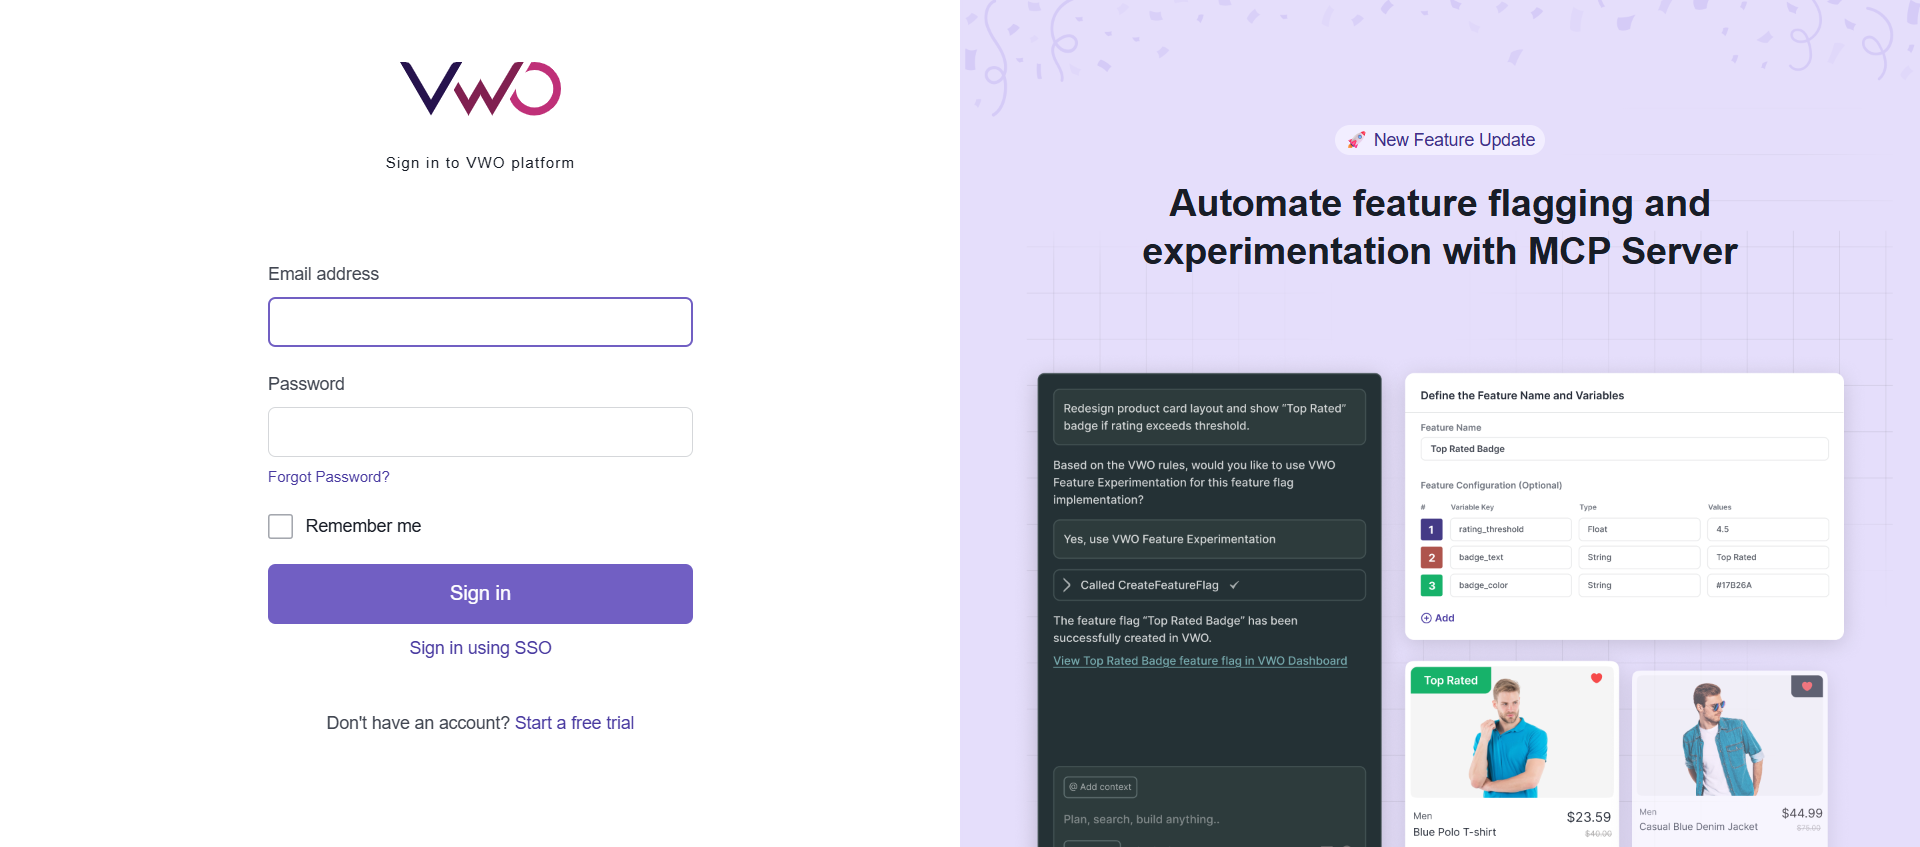 VWO
Sign in to VWO platform
Email address
Password
Forgot Password?
Remember me
Sign in
Sign in using SSO
Don't have an account? Start a free trial
New Feature Update
Automate feature flagging and
experimentation with MCP Server
Redesign product card layout and show “Top Rated”
badge if rating exceeds threshold.
Based on the VWO rules, would you like to use VWO
Feature Experimentation for this feature flag
implementation?
Yes, use VWO Feature Experimentation
Called CreateFeatureFlag
The feature flag “Top Rated Badge” has been
successfully created in VWO.
View Top Rated Badge feature flag in VWO Dashboard
@ Add context
Plan, search, build anything..
Define the Feature Name and Variables
Feature Name
Top Rated Badge
Feature Configuration (Optional)
# Variable Key Type Values
1 rating_threshold Float 4.5
2 badge_text String Top Rated
3 badge_color String #17B26A
Add
Top Rated
Men $23.59
Blue Polo T-shirt $40.00
Men $44.99
Casual Blue Denim Jacket